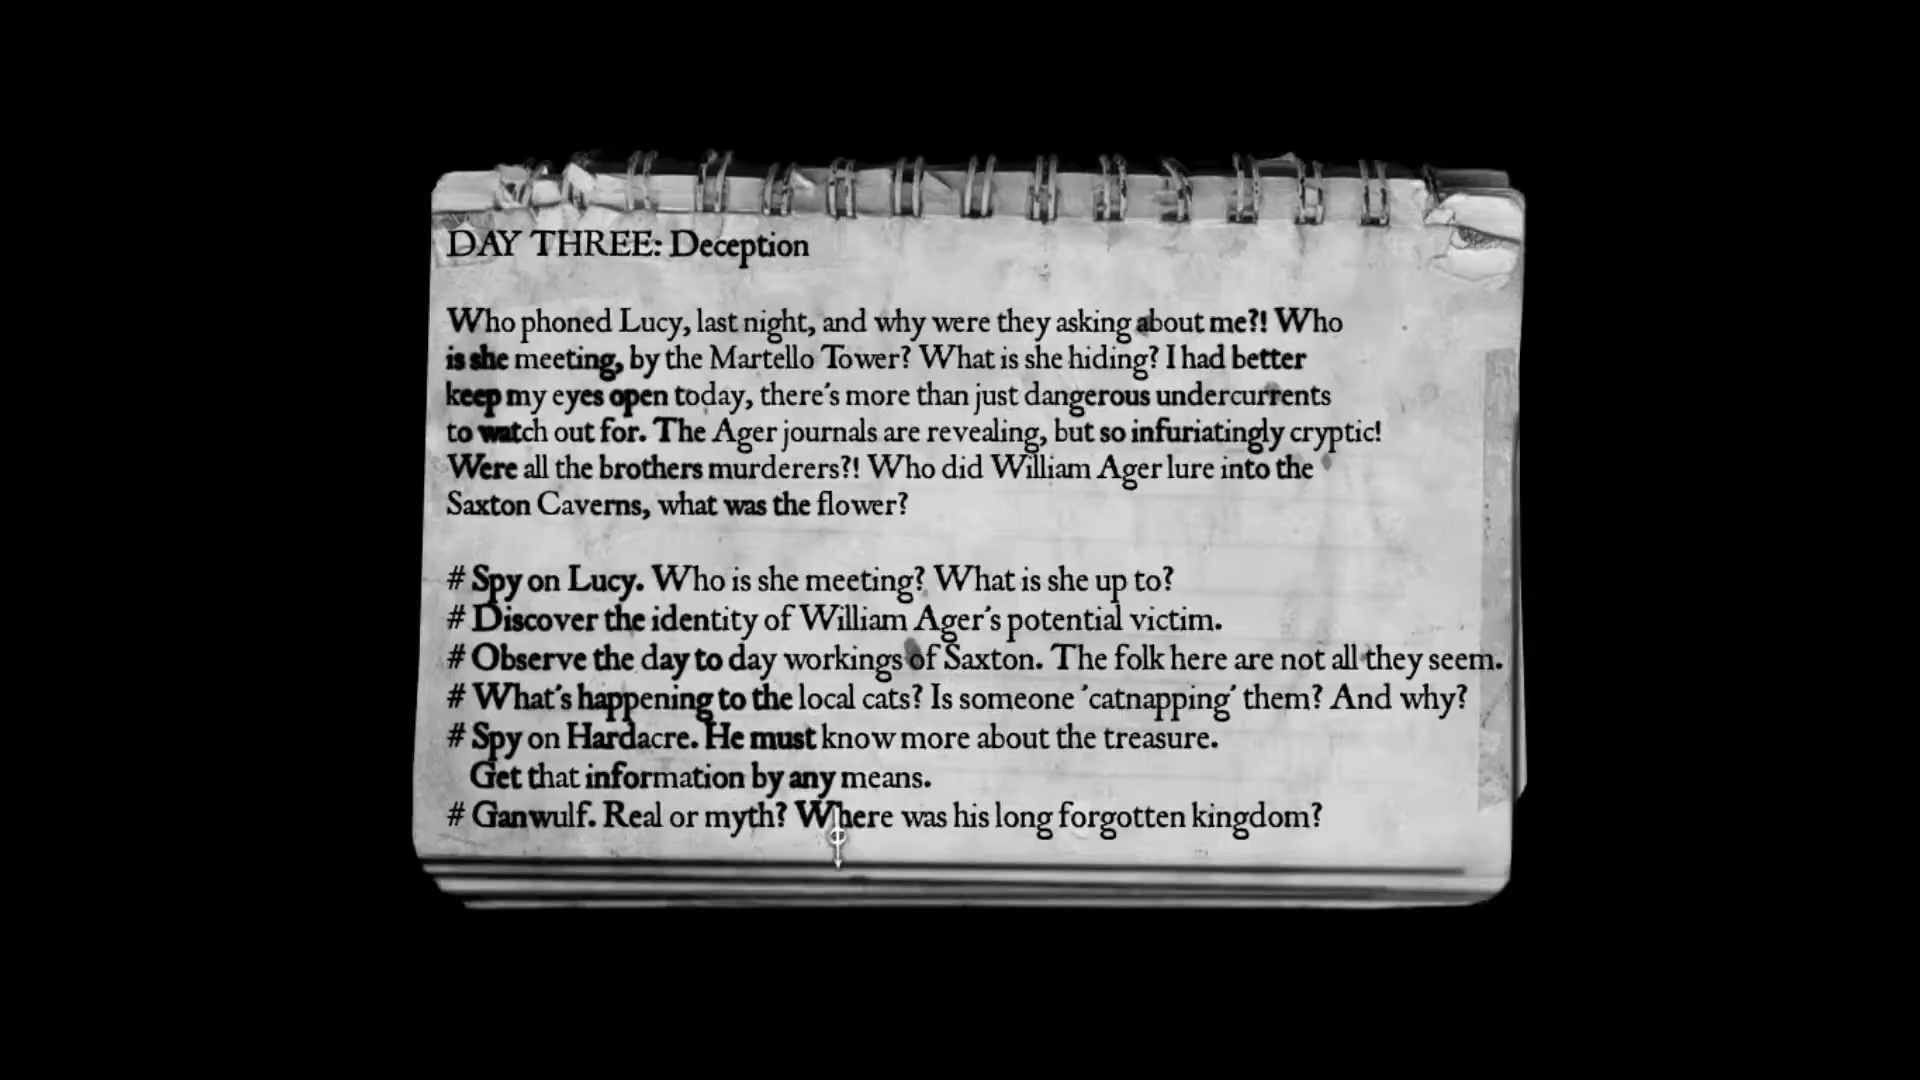 DAY THREE: Deception
Who phoned Lucy, last night, and why were they asking about me?! Who
is she meeting, by the Martello Tower? What is she hiding? I had better
keep my eyes open today, there's more than just dangerous undercurrents
to watch out for. The Ager journals are revealing, but so infuriatingly cryptic!
Were all the brothers murderers?! Who did William Ager lure into the
Saxton Caverns, what was the flower?
# Spy on Lucy. Who is she meeting? What is she up to?
# Discover the identity of William Ager's potential victim.
# Observe the day to day workings of Saxton. The folk here are not all they seem.
# What's happening to the local cats? Is someone 'catnapping' them? And why?
# Spy on Hardacre. He must know more about the treasure.
Get that information by any means.
# Ganwulf. Real or myth? Where was his long forgotten kingdom?